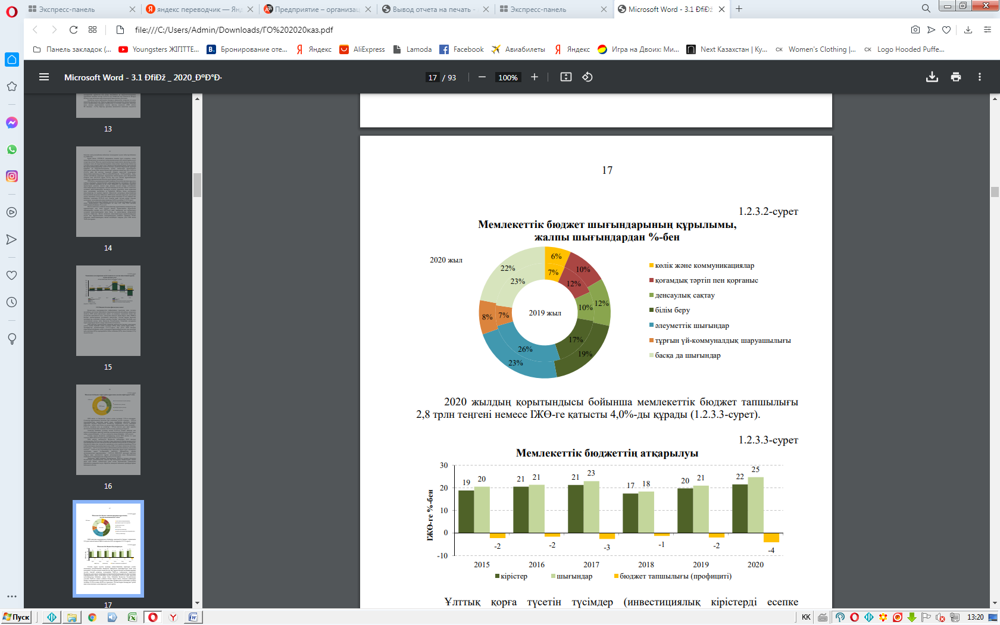 Экспресс-панель
яндекс переводчик — Янд
Предприятие – организац
Вывод отчета на печать -
Экспресс-панель
Microsoft Word - 3.1 ÐfiÐž
file:///C:/Users/Admin/Downloads/ГО%202020каз.pdf
Панель закладок (...
Youngsters ЖІГІТТЕ...
Бронирование оте...
Яндекс
AliExpress
Lamoda
Facebook
Авиабилеты
Яндекс
Игра на Двоих: Ми...
Next Казахстан | Ку...
CK Women's Clothing |...
CK Logo Hooded Puffe...
Microsoft Word - 3.1 ÐfiÐž _ 2020_ÐºÐ°Ð·
17 / 93
100%
13
14
15
16
17
17
1.2.3.2-сурет
Мемлекеттік бюджет шығындарының құрылымы,
жалпы шығындардан %-бен
2020 жыл
2019 жыл
6%
10%
12%
19%
23%
8%
22%
7%
12%
10%
17%
26%
7%
23%
көлік және коммуникациялар
қоғамдық тәртіп пен қорғаныс
денсаулық сақтау
білім беру
әлеуметтік шығындар
тұрғын үй-коммуналдық шаруашылығы
басқа да шығындар
2020 жылдың қорытындысы бойынша мемлекеттік бюджет тапшылығы
2,8 трлн теңгені немесе ІЖӨ-ге қатысты 4,0%-ды құрады (1.2.3.3-сурет).
1.2.3.3-сурет
Мемлекеттік бюджеттің атқарылуы
ІЖӨ-ге %-бен
30
20
10
0
-10
19 20 21 21 21 23 17 18 20 21 22 25
-2 -2 -3 -1 -2 -4
2015 2016 2017 2018 2019 2020
кірістер шығындар бюджет тапшылығы (профициті)
Ұлттық қорға түсетін түсімдер (инвестициялық кірістерді есепке
Пуск
KK
13:20